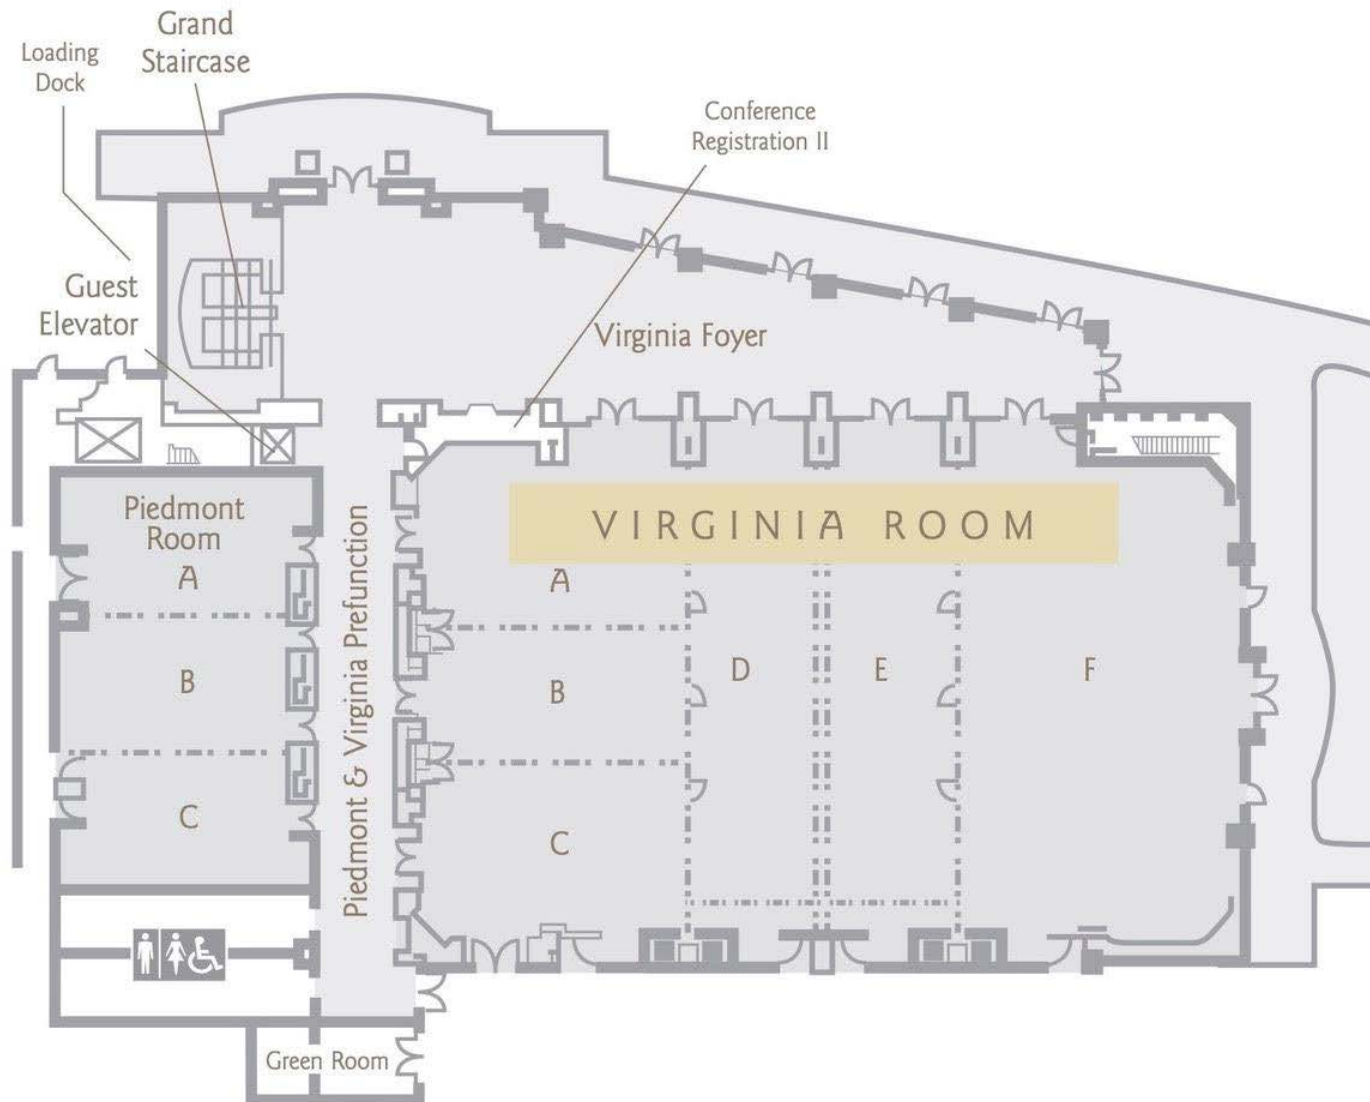 Grand
Staircase
Loading
Dock
Conference
Registration II
Guest
Elevator
Virginia Foyer
Piedmont
Room
A
B
C
Piedmont & Virginia Prefunction
VIRGINIA ROOM
A
B
C
D
E
F
Green Room